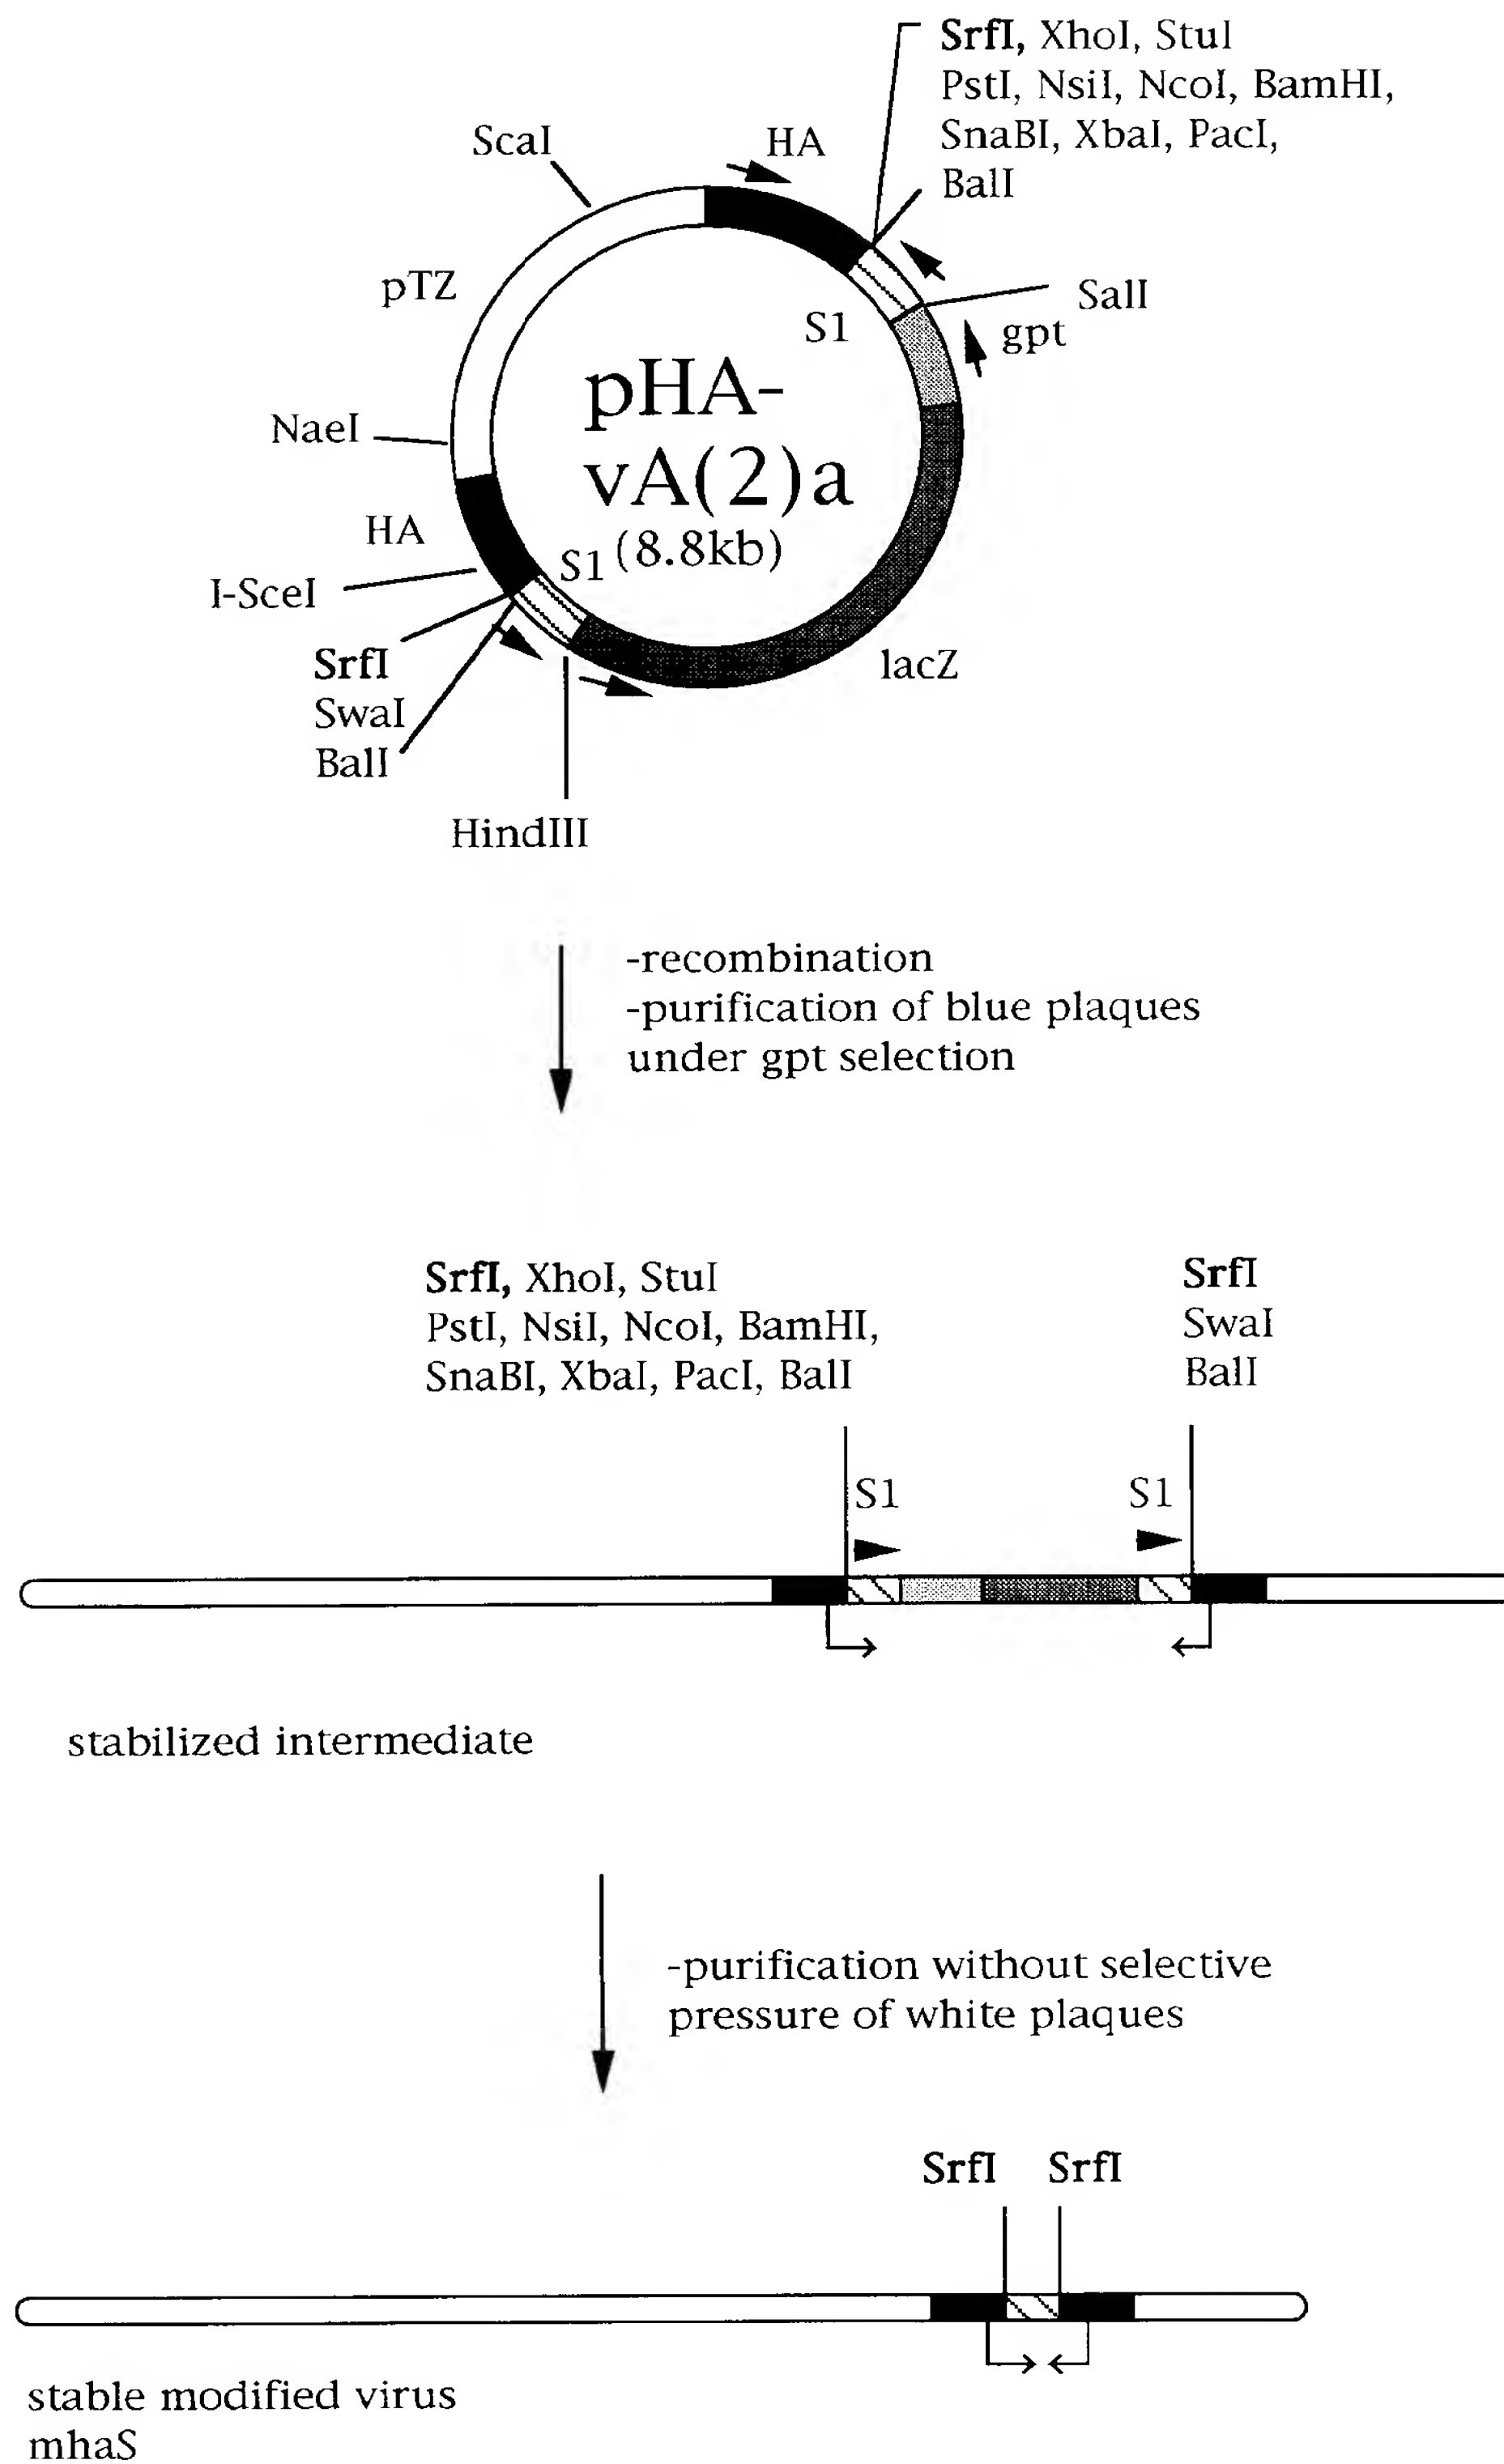 SrfI, XhoI, StuI
PstI, NsiI, NcoI, BamHI,
SnaBI, XbaI, PacI,
BalI
ScaI
HA
pTZ
SalI
S1
gpt
pHA-
vA(2)a
(8.8kb)
NaeI
HA
S1
I-SceI
SrfI
SwaI
BalI
lacZ
HindIII
-recombination
-purification of blue plaques
under gpt selection
SrfI, XhoI, StuI
PstI, NsiI, NcoI, BamHI,
SnaBI, XbaI, PacI, BalI
SrfI
SwaI
BalI
S1
S1
stabilized intermediate
-purification without selective
pressure of white plaques
SrfI SrfI
stable modified virus
mhaS